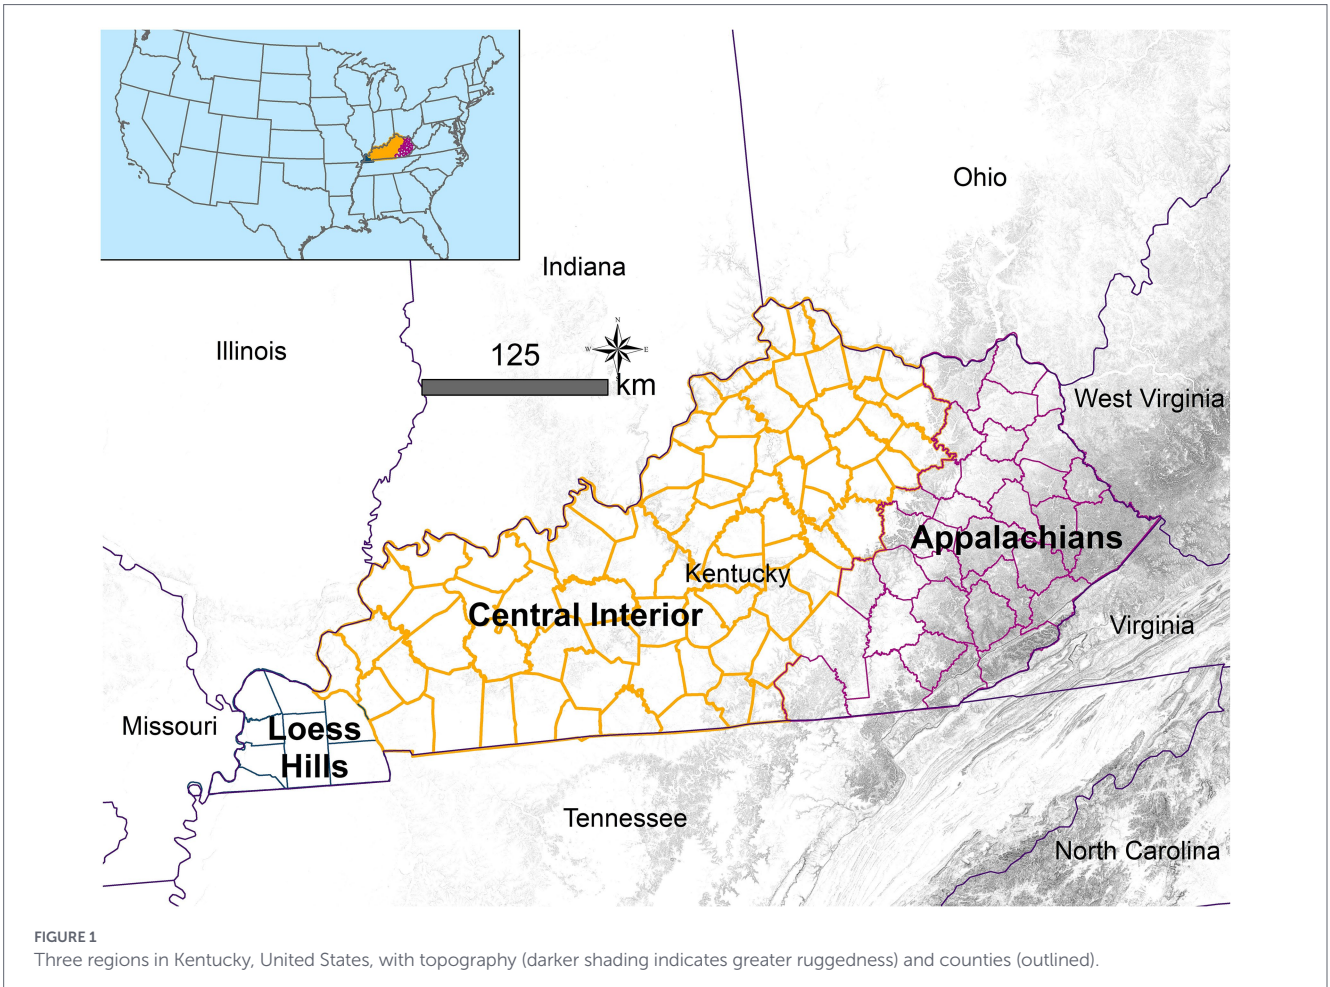 Ohio
Indiana
Illinois
N
W
E
125
km
West Virginia
Appalachians
Kentucky
Central Interior
Virginia
Missouri
Loess
Hills
Tennessee
North Carolina
FIGURE 1
Three regions in Kentucky, United States, with topography (darker shading indicates greater ruggedness) and counties (outlined).